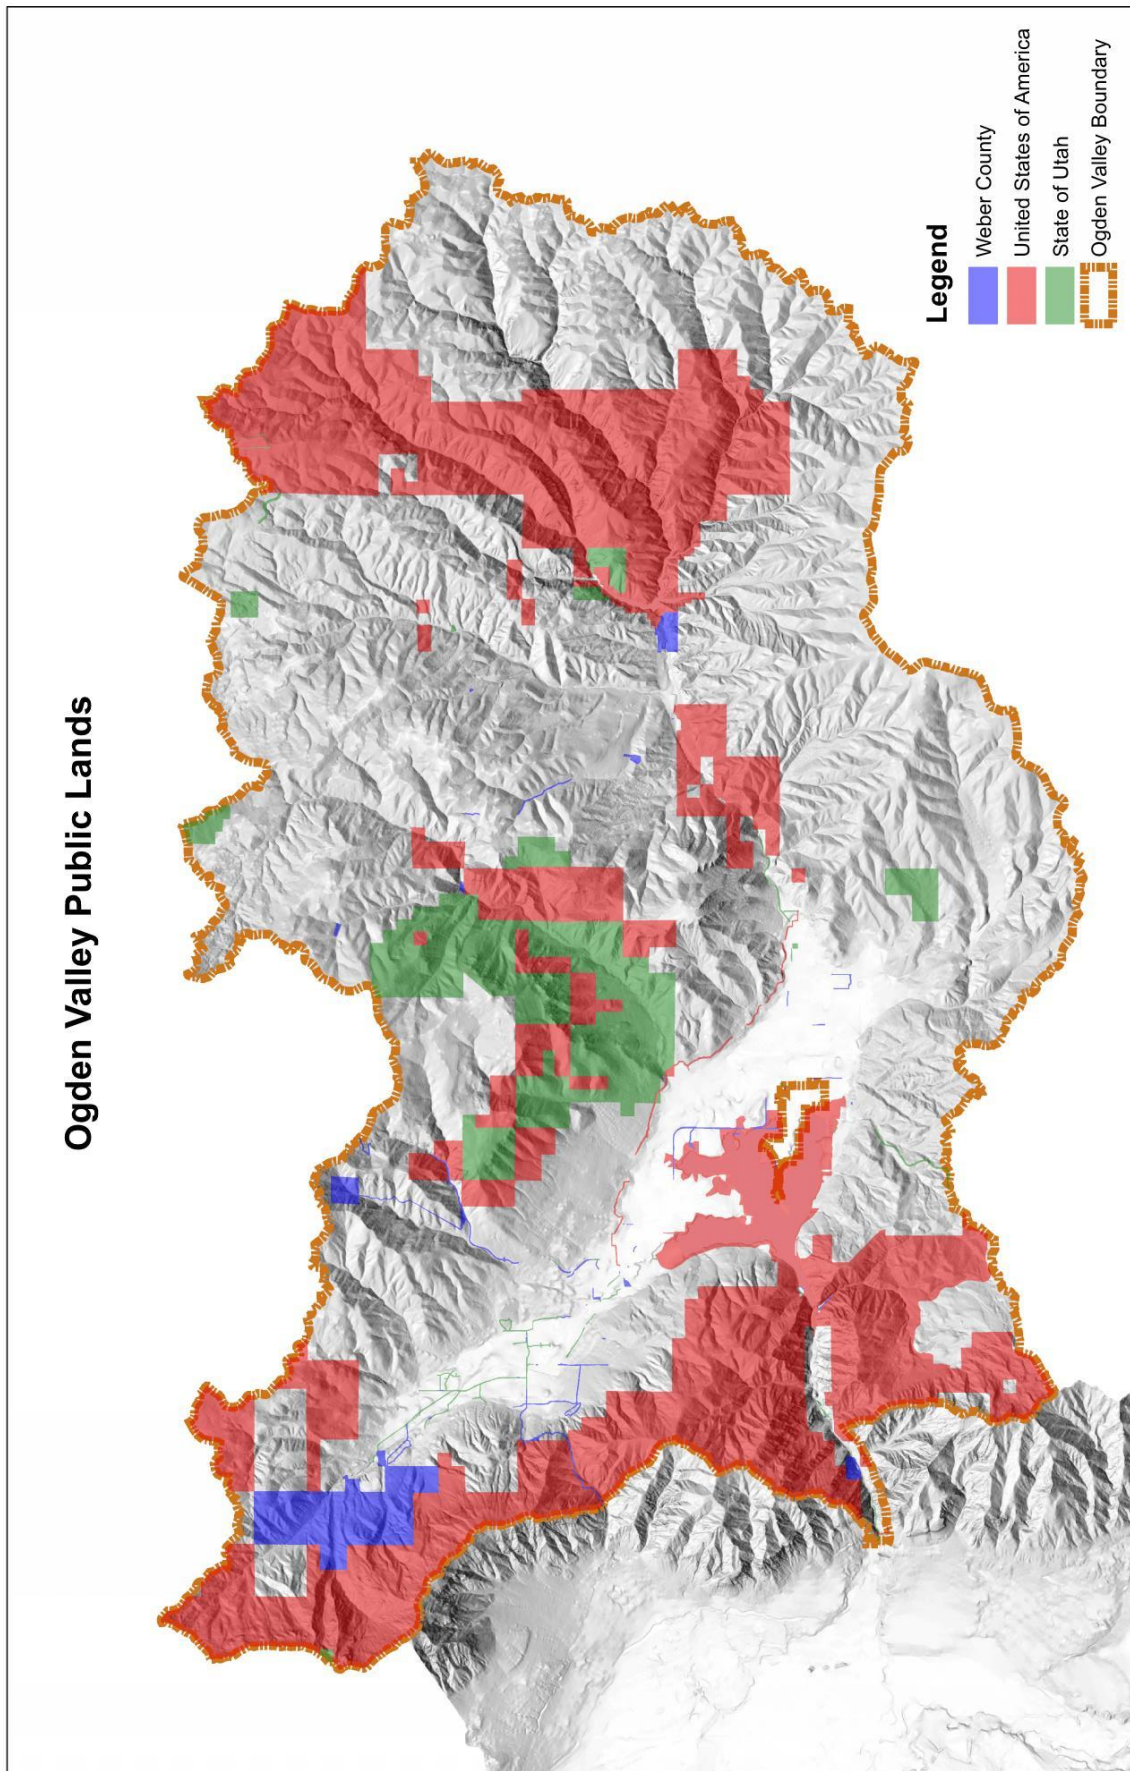 Ogden Valley Public Lands
Legend
Weber County
United States of America
State of Utah
Ogden Valley Boundary